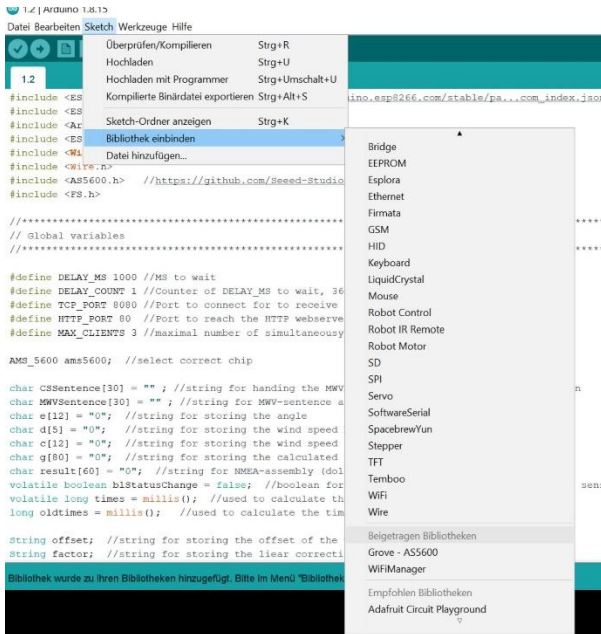 1.2 | Arduino 1.8.15
Datei Bearbeiten Sketch Werkzeuge Hilfe
Überprüfen/Kompilieren Strg+R
Hochladen Strg+U
Hochladen mit Programmer Strg+Umschalt+U
Kompilierte Binärdatei exportieren Strg+Alt+S
Sketch-Ordner anzeigen Strg+K
Bibliothek einbinden
Datei hinzufügen...
1.2
#include <ES ino.esp8266.com/stable/pa...com_index.json
#include <ES
#include <Ar
#include <ES
#include <Wi
#include <Wire.h>
#include <AS5600.h> //https://github.com/Seeed-Studio
#include <FS.h>
//******************************************************
// Global variables
//******************************************************
#define DELAY_MS 1000 //MS to wait
#define DELAY_COUNT 1 //Counter of DELAY_MS to wait, 36
#define TCP_PORT 8080 //Port to connect for to receive
#define HTTP_PORT 80 //Port to reach the HTTP webserve
#define MAX_CLIENTS 3 //maximal number of simultaneousy
AMS_5600 ams5600; //select correct chip
char CSSentence[30] = "" ; //string for handing the MWV n
char MWVSentence[30] = "" ; //string for MWV-sentence a
char e[12] = "0"; //string for storing the angle
char d[5] = "0"; //string for storing the wind speed
char c[12] = "0"; //string for storing the wind speed
char g[80] = "0"; //string for storing the calculated
char result[60] = "0"; //string for NMEA-assembly (dol
volatile boolean blStatusChange = false; //boolean for sens
volatile long times = millis(); //used to calculate th
long oldtimes = millis(); //used to calculate the tim
String offset; //string for storing the offset of the
String factor; //string for storing the liear correcti
Bibliothek wurde zu Ihren Bibliotheken hinzugefügt. Bitte im Menü "Bibliothek
Bridge
EEPROM
Esplora
Ethernet
Firmata
GSM
HID
Keyboard
LiquidCrystal
Mouse
Robot Control
Robot IR Remote
Robot Motor
SD
SPI
Servo
SoftwareSerial
SpacebrewYun
Stepper
TFT
Temboo
WiFi
Wire
Beigetragen Bibliotheken
Grove - AS5600
WiFiManager
Empfohlen Bibliotheken
Adafruit Circuit Playground